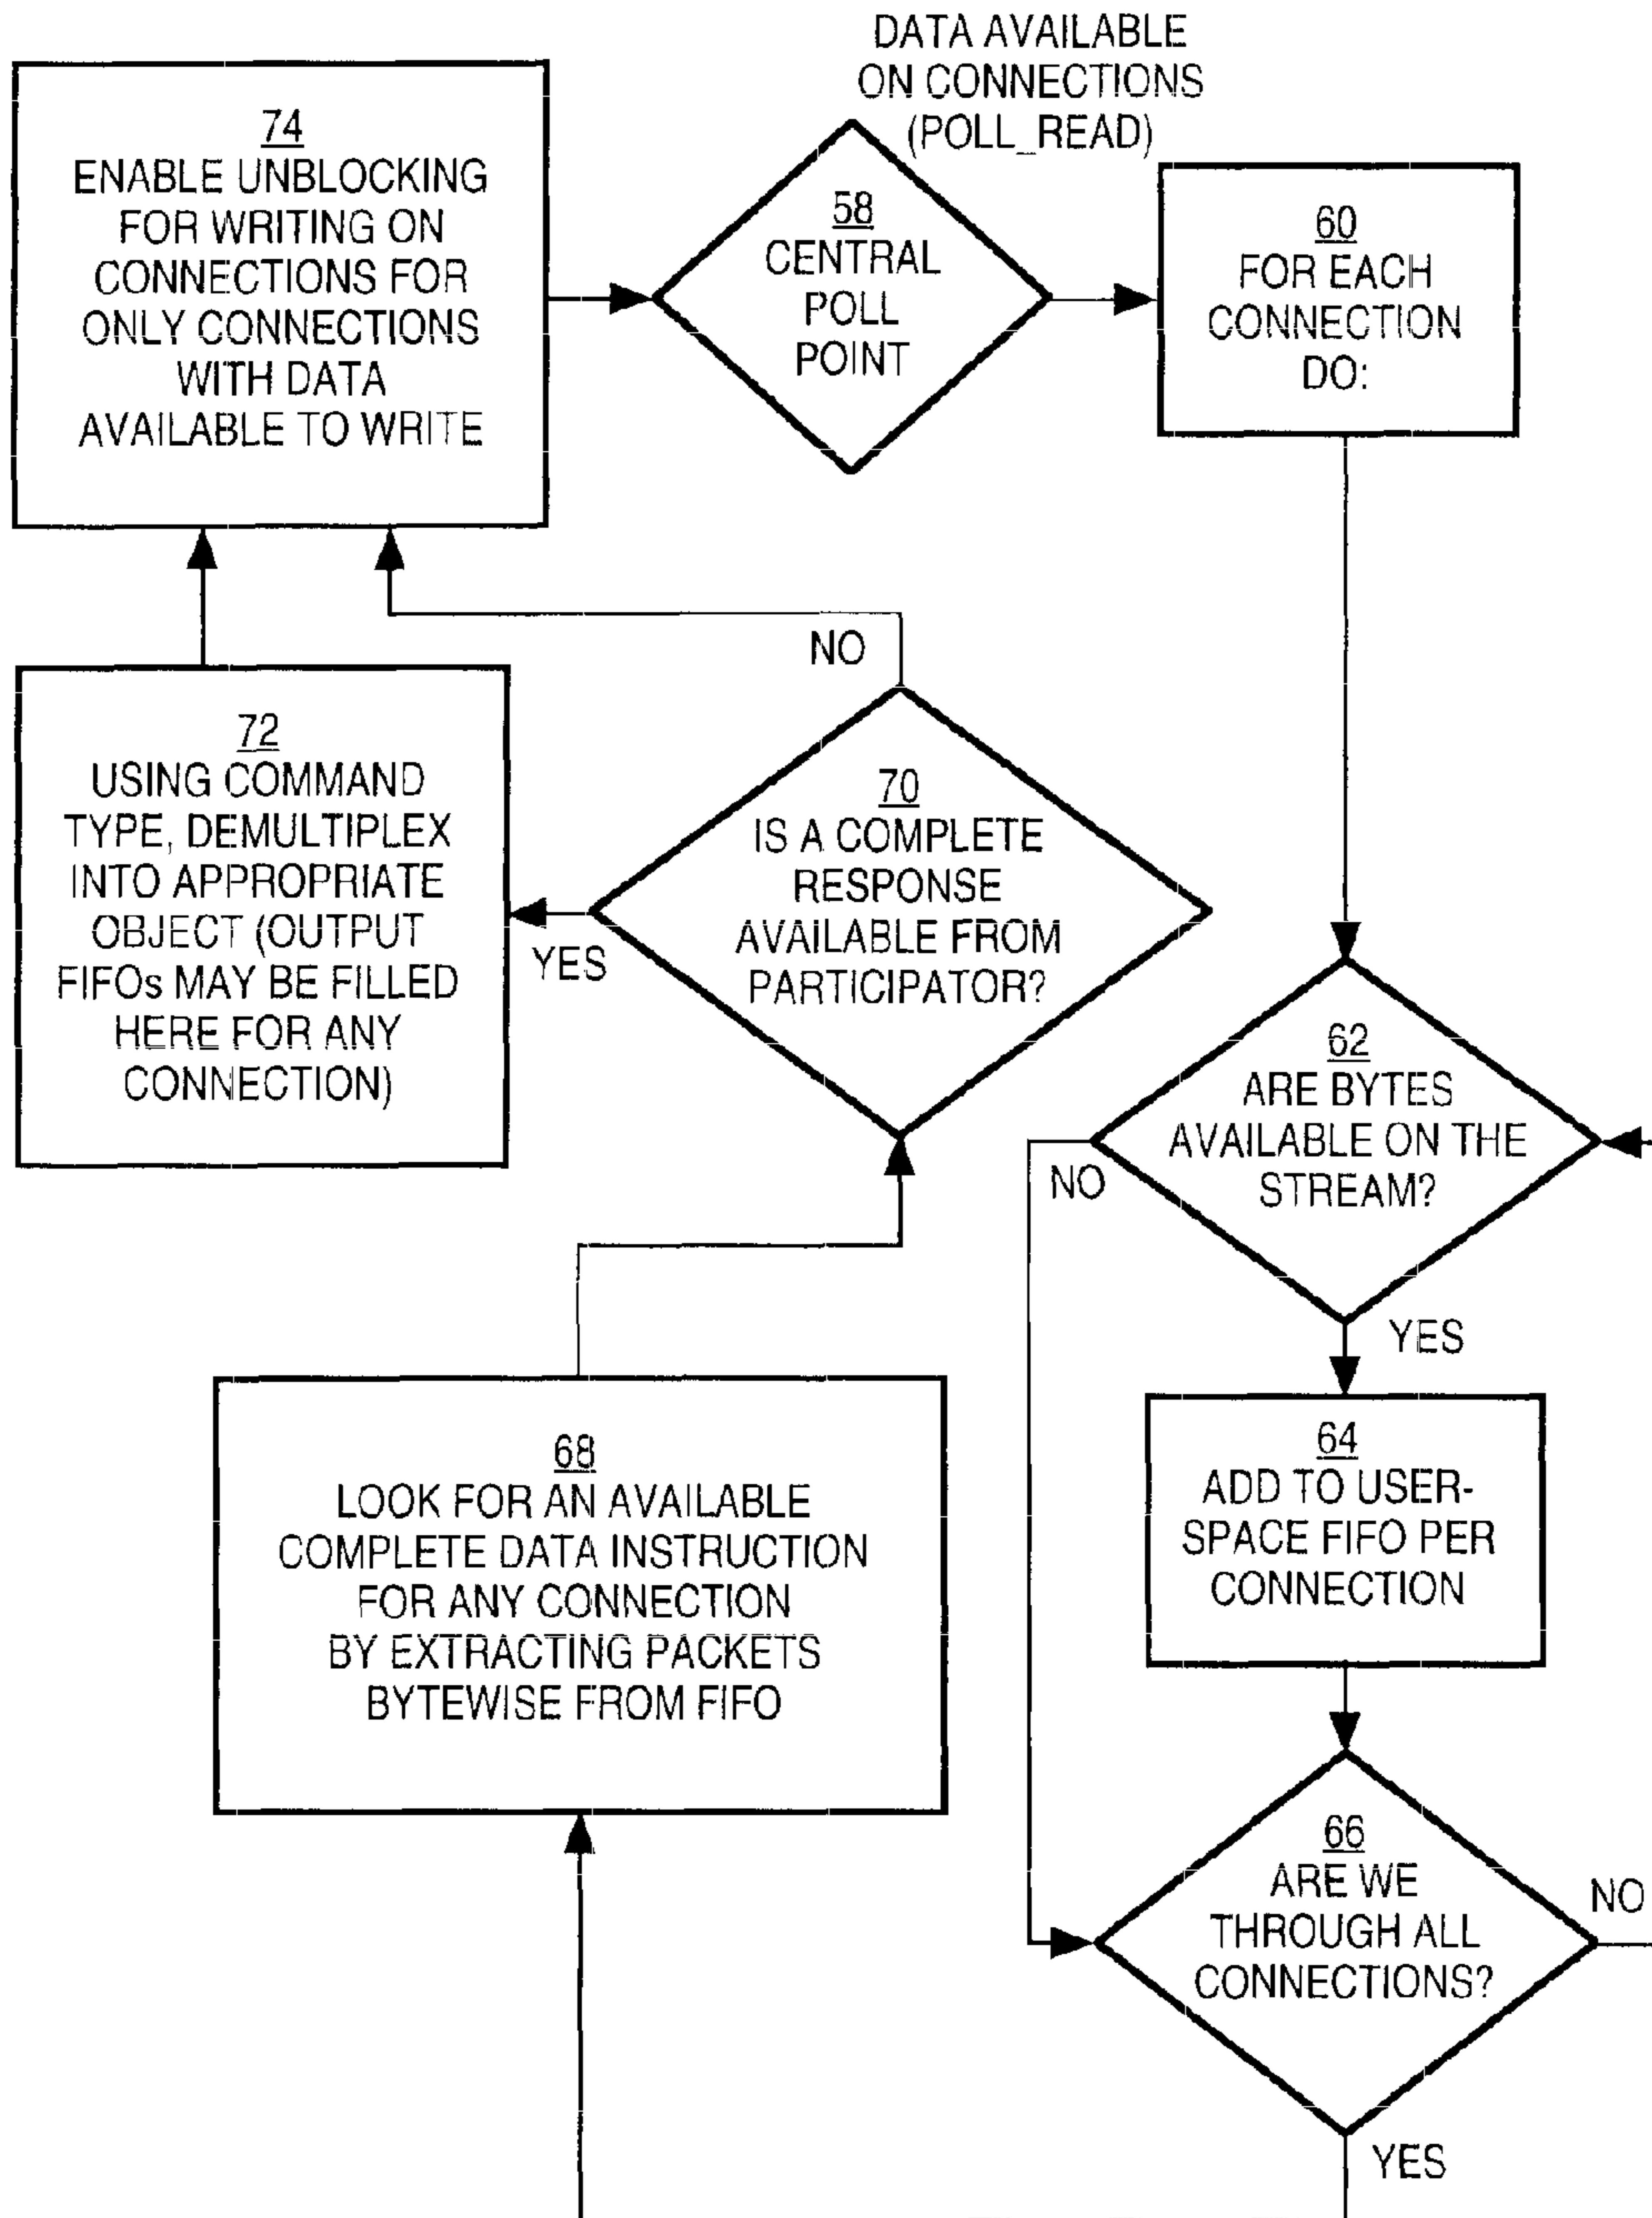 DATA AVAILABLE
ON CONNECTIONS
(POLL_READ)
74
ENABLE UNBLOCKING
FOR WRITING ON
CONNECTIONS FOR
ONLY CONNECTIONS
WITH DATA
AVAILABLE TO WRITE
58
CENTRAL
POLL
POINT
60
FOR EACH
CONNECTION
DO:
NO
72
USING COMMAND
TYPE, DEMULTIPLEX
INTO APPROPRIATE
OBJECT (OUTPUT
FIFOs MAY BE FILLED
HERE FOR ANY
CONNECTION)
YES
70
IS A COMPLETE
RESPONSE
AVAILABLE FROM
PARTICIPATOR?
62
ARE BYTES
AVAILABLE ON THE
STREAM?
NO
YES
68
LOOK FOR AN AVAILABLE
COMPLETE DATA INSTRUCTION
FOR ANY CONNECTION
BY EXTRACTING PACKETS
BYTEWISE FROM FIFO
64
ADD TO USER-
SPACE FIFO PER
CONNECTION
66
ARE WE
THROUGH ALL
CONNECTIONS?
NO
YES